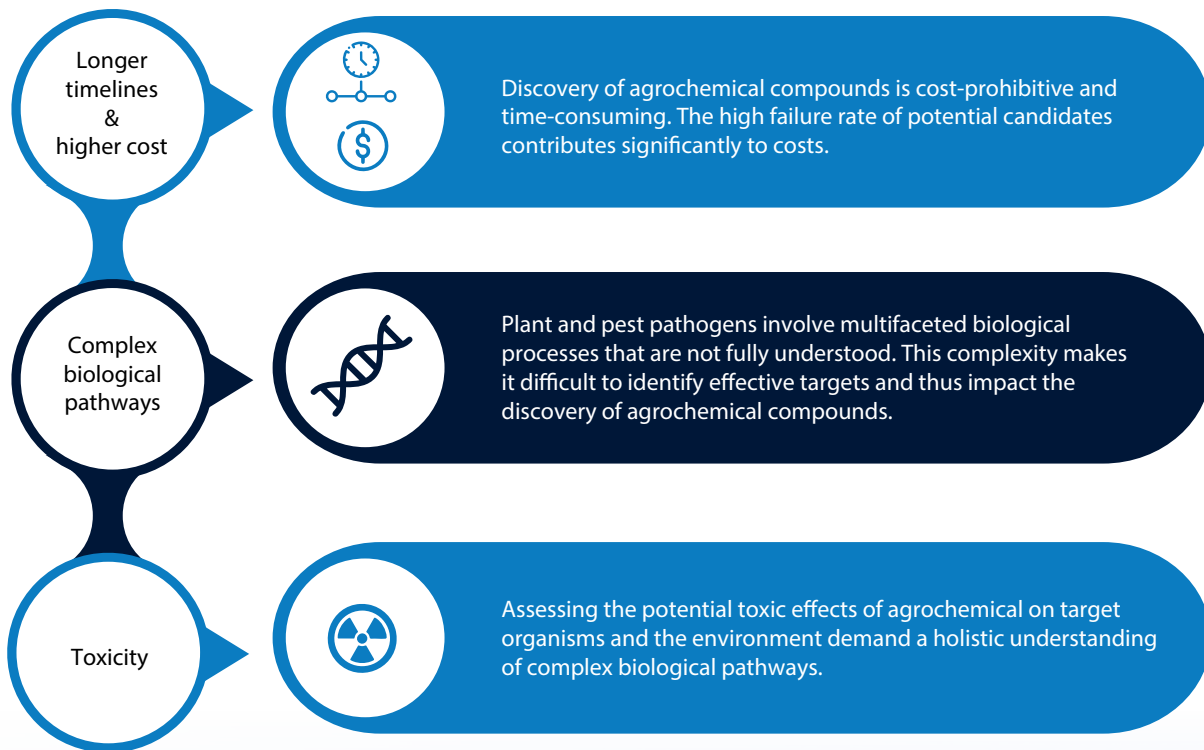 Longer
timelines
&
higher cost
Discovery of agrochemical compounds is cost-prohibitive and
time-consuming. The high failure rate of potential candidates
contributes significantly to costs.
Complex
biological
pathways
Plant and pest pathogens involve multifaceted biological
processes that are not fully understood. This complexity makes
it difficult to identify effective targets and thus impact the
discovery of agrochemical compounds.
Toxicity
Assessing the potential toxic effects of agrochemical on target
organisms and the environment demand a holistic understanding
of complex biological pathways.